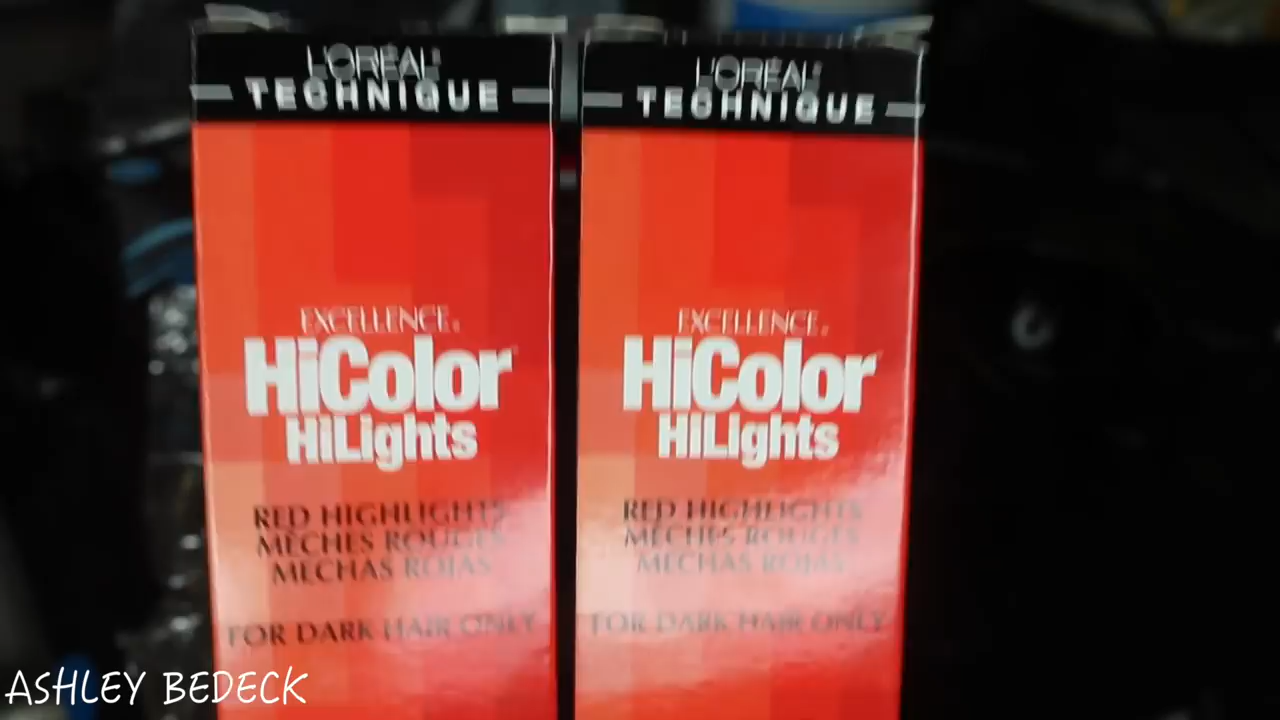 L'ORÉAL
TECHNIQUE
EXCELLENCE
HiColor
HiLights
RED HIGHLIGHTS
MÈCHES ROUGES
MECHAS ROJAS
FOR DARK HAIR ONLY
L'ORÉAL
TECHNIQUE
EXCELLENCE
HiColor
HiLights
RED HIGHLIGHTS
MÈCHES ROUGES
MECHAS ROJAS
FOR DARK HAIR ONLY
ASHLEY BEDECK